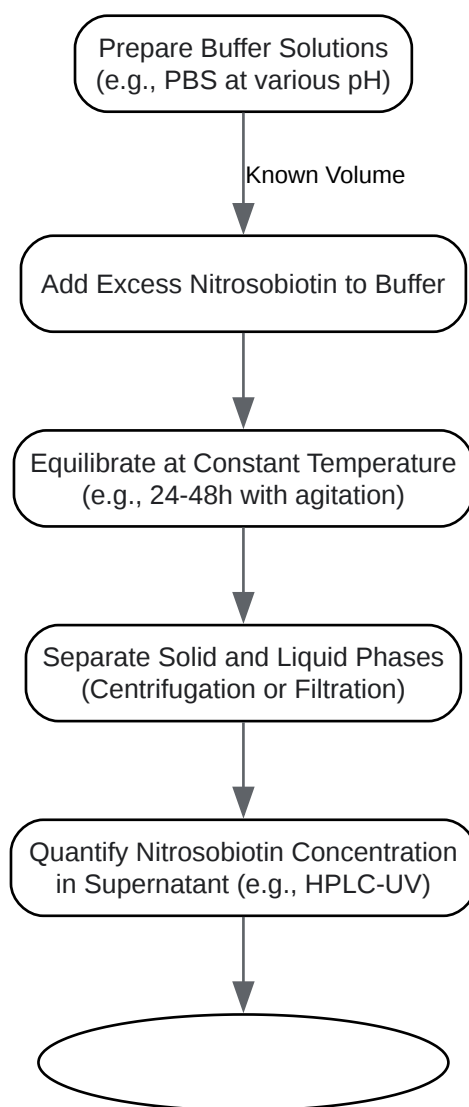 Prepare Buffer Solutions
(e.g., PBS at various pH)
Known Volume
Add Excess Nitrosobiotin to Buffer
Equilibrate at Constant Temperature
(e.g., 24-48h with agitation)
Separate Solid and Liquid Phases
(Centrifugation or Filtration)
Quantify Nitrosobiotin Concentration
in Supernatant (e.g., HPLC-UV)